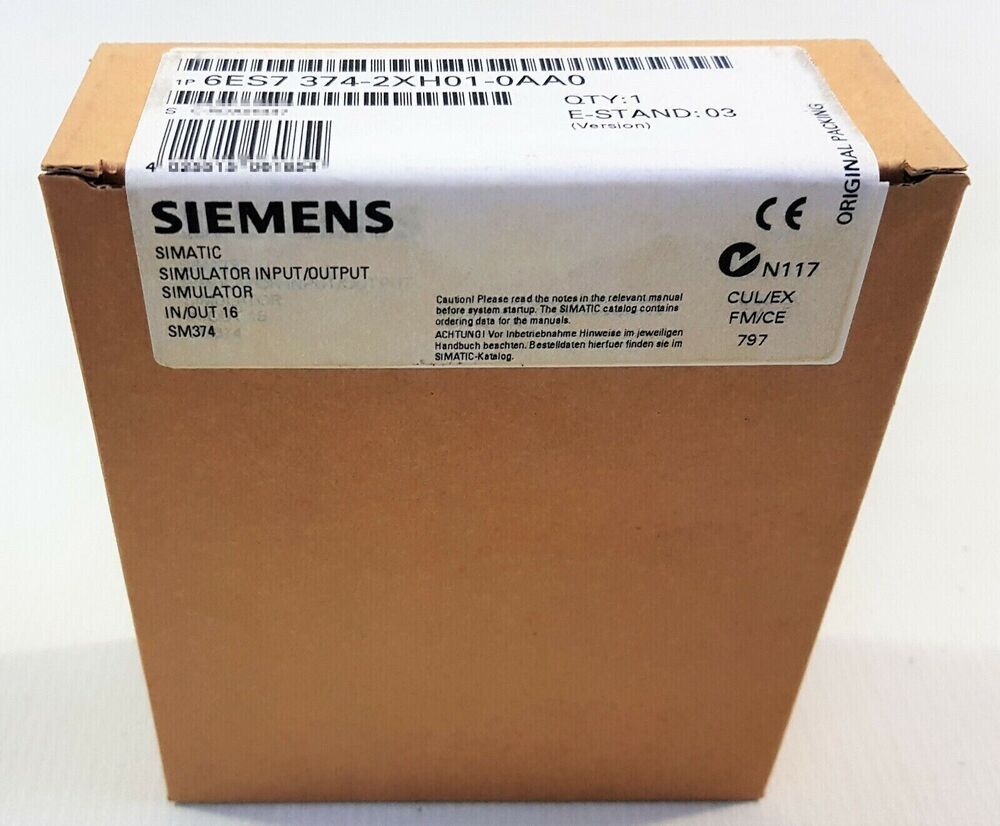 1P 6ES7 374-2XH01-0AA0
S
QTY:1
E-STAND: 03
(Version)
ORIGINAL PACKING
SIEMENS
SIMATIC
SIMULATOR INPUT/OUTPUT
SIMULATOR
IN/OUT 16
SM374
Caution! Please read the notes in the relevant manual
before system startup. The SIMATIC catalog contains
ordering data for the manuals.
ACHTUNG! Vor Inbetriebnahme Hinweise im jeweiligen
Handbuch beachten. Bestelldaten hierfuer finden sie im
SIMATIC-Katalog.
CE
N117
CUL/EX
FM/CE
797